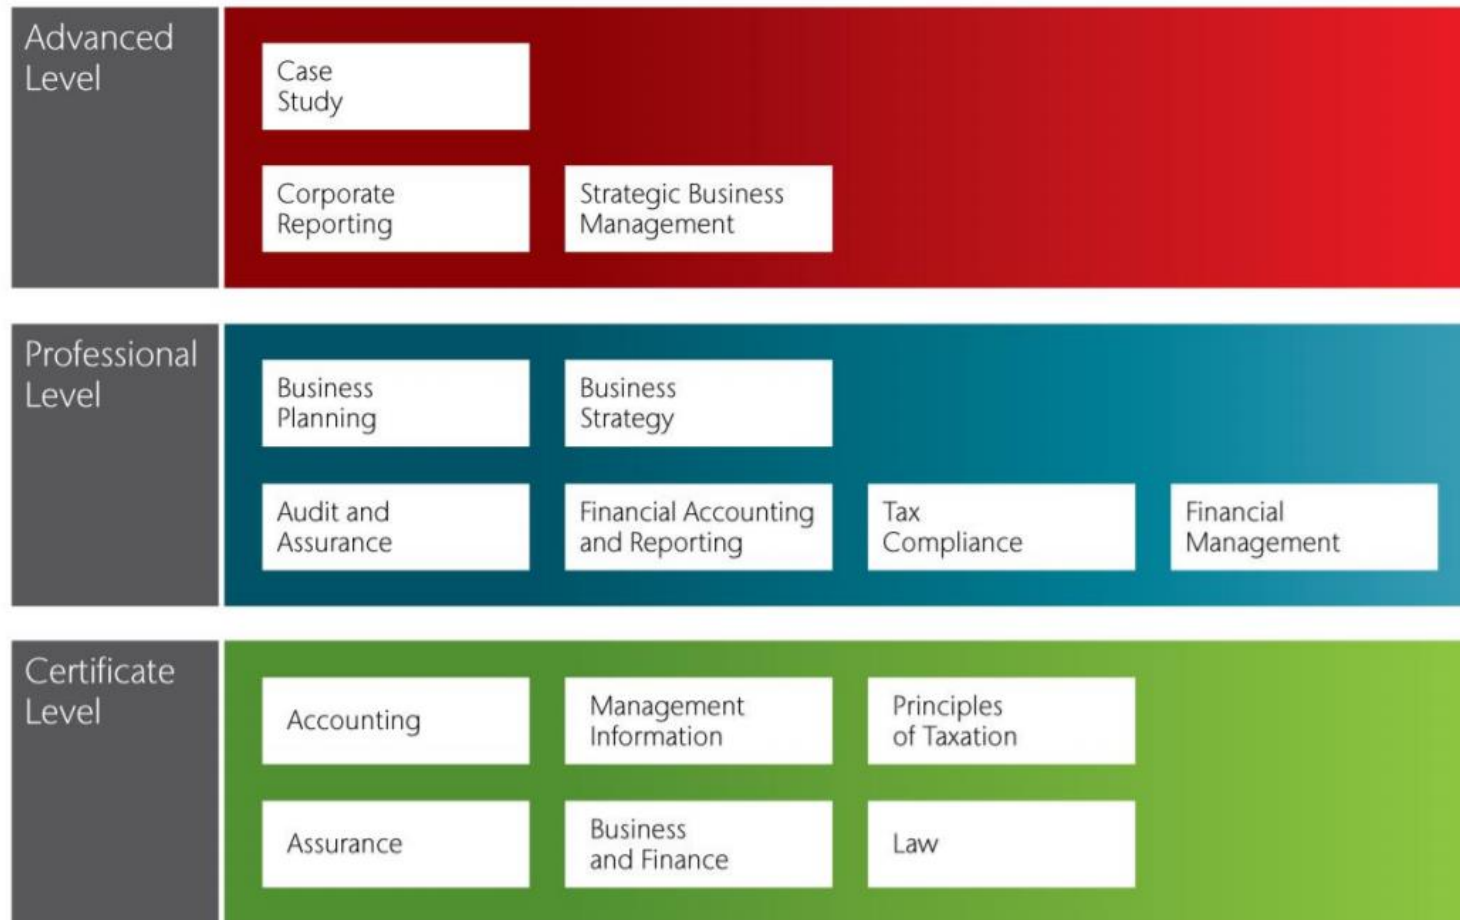 Advanced
Level
Case
Study
Corporate
Reporting
Strategic Business
Management
Professional
Level
Business
Planning
Business
Strategy
Audit and
Assurance
Financial Accounting
and Reporting
Tax
Compliance
Financial
Management
Certificate
Level
Accounting
Management
Information
Principles
of Taxation
Assurance
Business
and Finance
Law